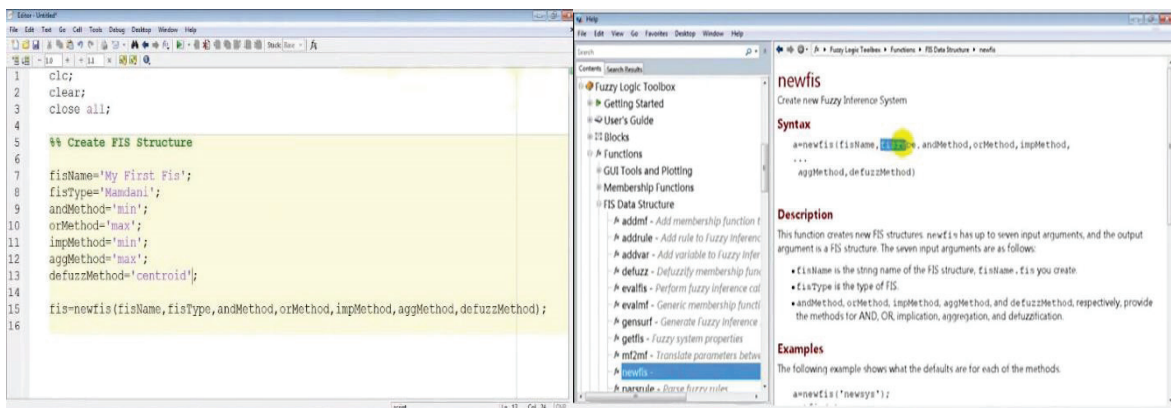 Editor - Untitled*
File Edit Text Go Cell Tools Debug Desktop Window Help
Stack: Base
- 1.0 + ÷ 1.1 ×
1 clc;
2 clear;
3 close all;
4
5 %% Create FIS Structure
6
7 fisName='My First Fis';
8 fisType='Mamdani';
9 andMethod='min';
10 orMethod='max';
11 impMethod='min';
12 aggMethod='max';
13 defuzzMethod='centroid';
14
15 fis=newfis(fisName,fisType,andMethod,orMethod,impMethod,aggMethod,defuzzMethod);
16
script
Help
File Edit View Go Favorites Desktop Window Help
Search
Contents Search Results
Fuzzy Logic Toolbox
Getting Started
User's Guide
Blocks
Functions
GUI Tools and Plotting
Membership Functions
FIS Data Structure
addmf - Add membership function t
addrule - Add rule to Fuzzy Inferenc
addvar - Add variable to Fuzzy Infer
defuzz - Defuzzify membership func
evalfis - Perform fuzzy inference cal
evalmf - Generic membership functi
gensurf - Generate Fuzzy Inference
getfis - Fuzzy system properties
mf2mf - Translate parameters betwe
newfis -
parsrule - Parse fuzzy rules
Fuzzy Logic Toolbox ▸ Functions ▸ FIS Data Structure ▸ newfis
newfis
Create new Fuzzy Inference System
Syntax
a=newfis(fisName,fisType,andMethod,orMethod,impMethod,
...
aggMethod,defuzzMethod)
Description
This function creates new FIS structures. newfis has up to seven input arguments, and the output
argument is a FIS structure. The seven input arguments are as follows:
• fisName is the string name of the FIS structure, fisName.fis you create.
• fisType is the type of FIS.
• andMethod, orMethod, impMethod, aggMethod, and defuzzMethod, respectively, provide
the methods for AND, OR, implication, aggregation, and defuzzification.
Examples
The following example shows what the defaults are for each of the methods.
a=newfis('newsys');